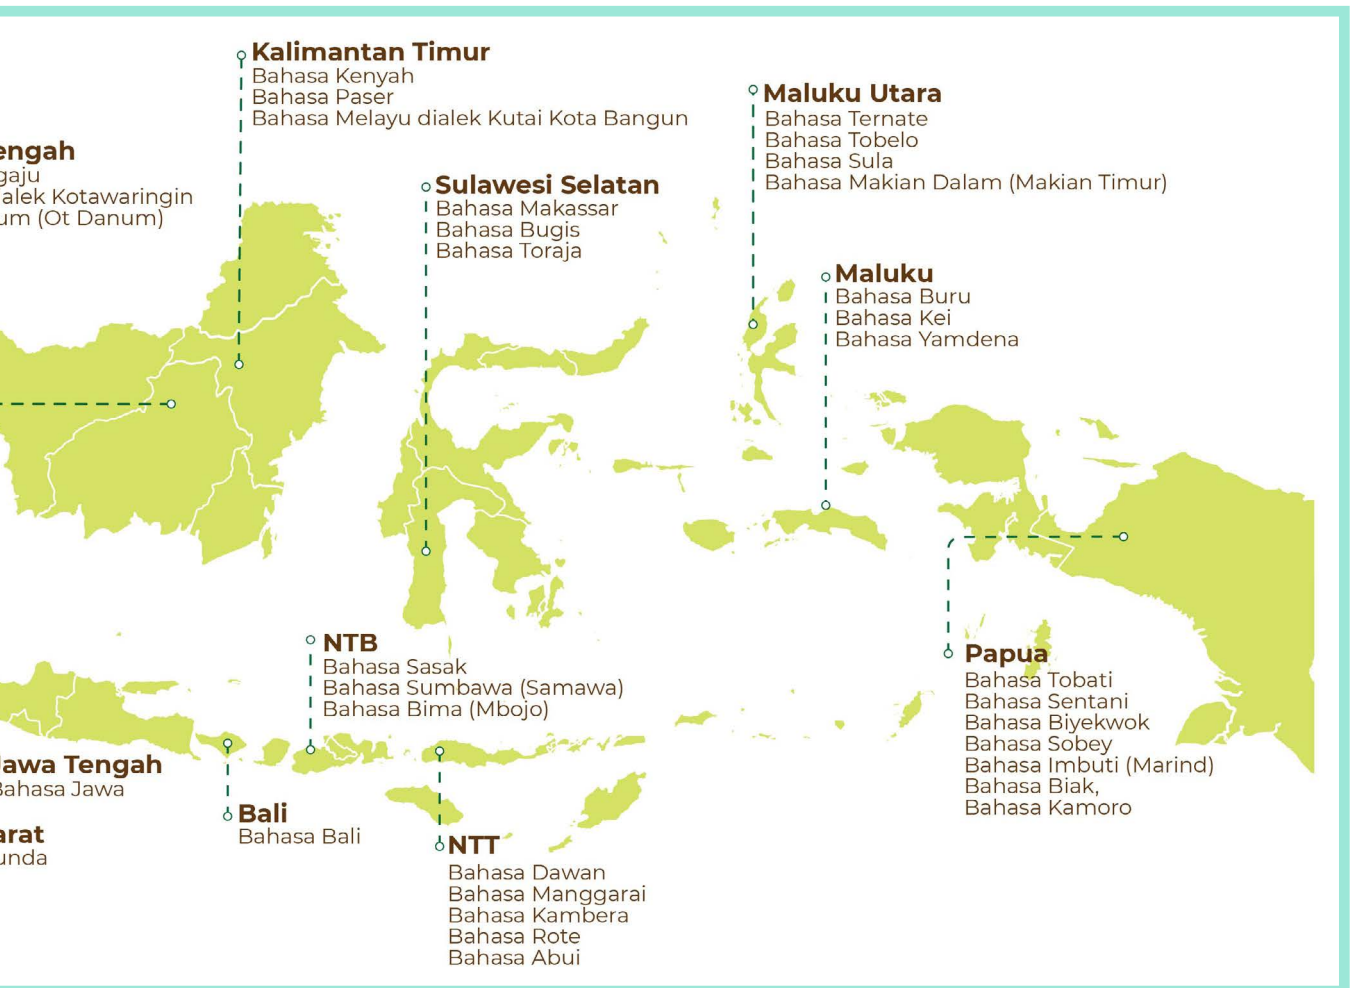 Kalimantan Timur
Bahasa Kenyah
Bahasa Paser
Bahasa Melayu dialek Kutai Kota Bangun
Maluku Utara
Bahasa Ternate
Bahasa Tobelo
Bahasa Sula
Bahasa Makian Dalam (Makian Timur)
engah
gaju
alek Kotawaringin
um (Ot Danum)
Sulawesi Selatan
Bahasa Makassar
Bahasa Bugis
Bahasa Toraja
Maluku
Bahasa Buru
Bahasa Kei
Bahasa Yamdena
NTB
Bahasa Sasak
Bahasa Sumbawa (Samawa)
Bahasa Bima (Mbojo)
Papua
Bahasa Tobati
Bahasa Sentani
Bahasa Biyekwok
Bahasa Sobey
Bahasa Imbuti (Marind)
Bahasa Biak,
Bahasa Kamoro
Jawa Tengah
Bahasa Jawa
Bali
Bahasa Bali
arat
unda
NTT
Bahasa Dawan
Bahasa Manggarai
Bahasa Kambera
Bahasa Rote
Bahasa Abui